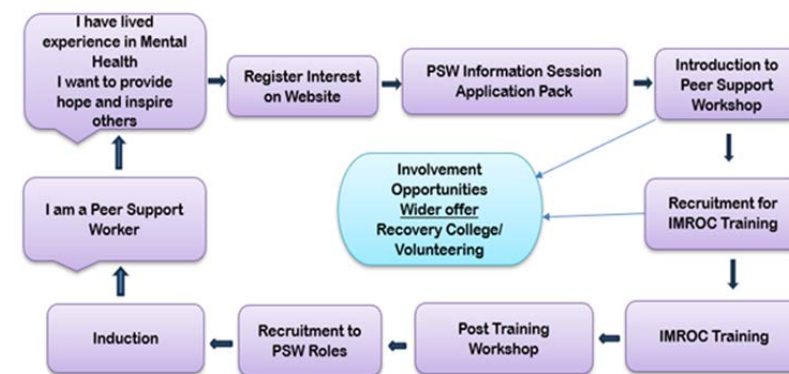 I have lived
experience in Mental
Health
I want to provide
hope and inspire
others
Register Interest
on Website
PSW Information Session
Application Pack
Introduction to
Peer Support
Workshop
Involvement
Opportunities
Wider offer
Recovery College/
Volunteering
Recruitment for
IMROC Training
I am a Peer Support
Worker
Induction
Recruitment to
PSW Roles
Post Training
Workshop
IMROC Training